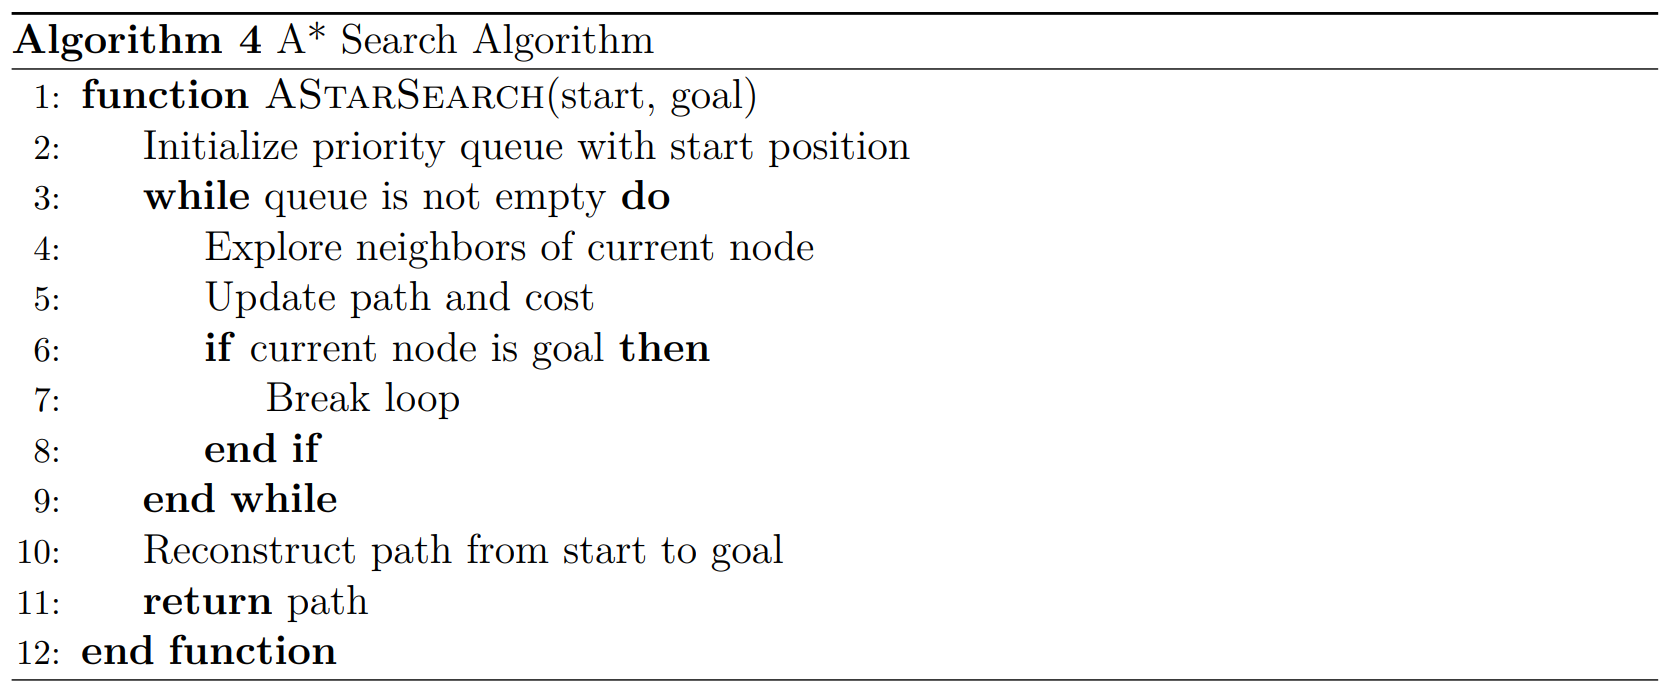 Algorithm 4 A* Search Algorithm
1: function AStarSearch(start, goal)
2: Initialize priority queue with start position
3: while queue is not empty do
4: Explore neighbors of current node
5: Update path and cost
6: if current node is goal then
7: Break loop
8: end if
9: end while
10: Reconstruct path from start to goal
11: return path
12: end function